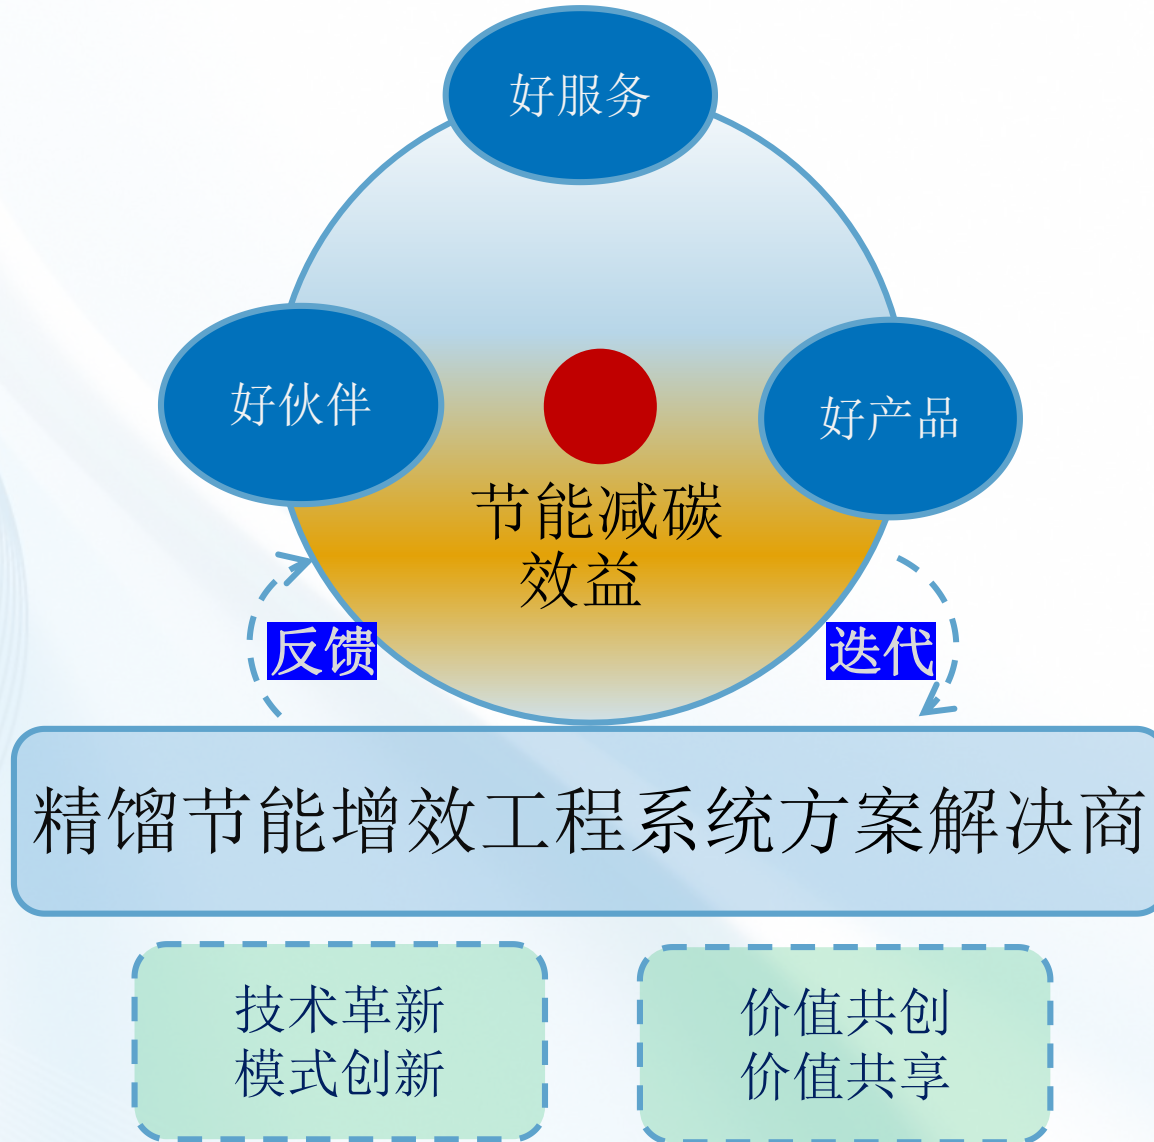 好服务
好伙伴
好产品
节能减碳
效益
反馈
迭代
精馏节能增效工程系统方案解决商
技术革新
模式创新
价值共创
价值共享